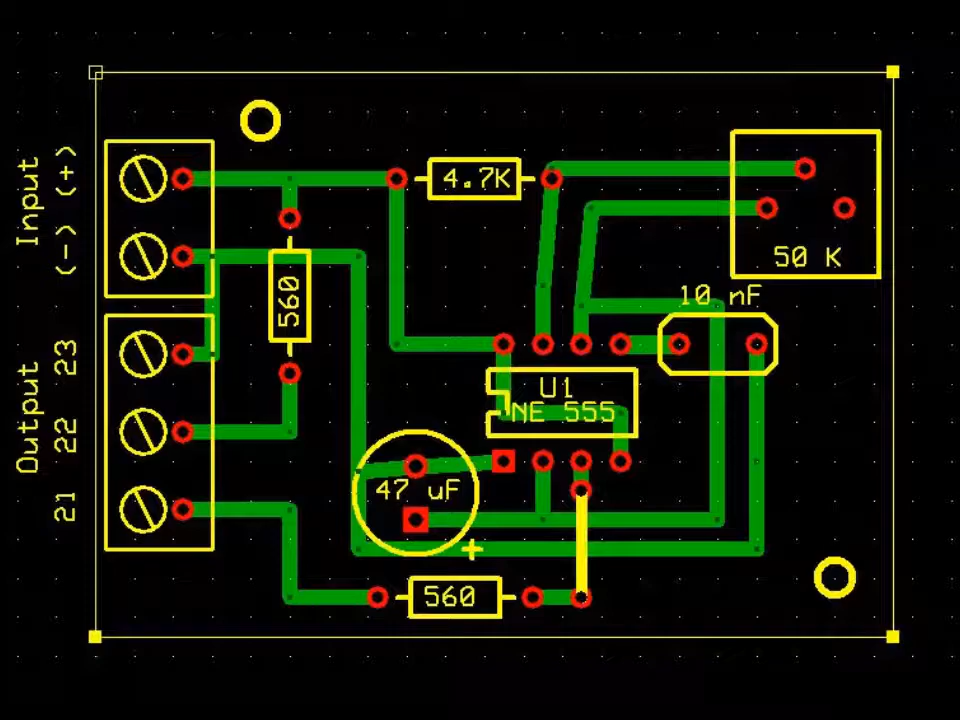 Input
(-) (+)
Output
21 22 23
4.7K
50 K
560
10 nF
U1
NE 555
47 uF
+
560